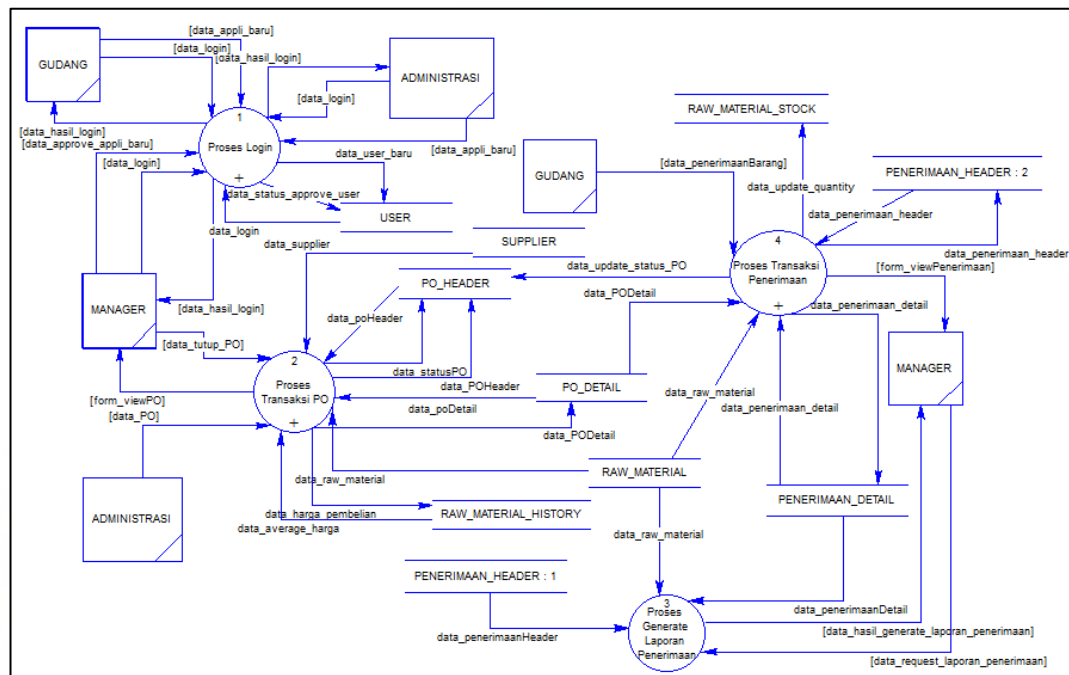 [data_appli_baru]
[data_login]
GUDANG
[data_hasil_login]
ADMINISTRASI
[data_login]
1
Proses Login
+
[data_hasil_login]
[data_approve_appli_baru]
[data_login]
[data_appli_baru]
data_user_baru
data_status_approve_user
USER
data_login
RAW_MATERIAL_STOCK
GUDANG
[data_penerimaanBarang]
data_update_quantity
PENERIMAAN_HEADER : 2
data_penerimaan_header
data_penerimaan_header
data_supplier
SUPPLIER
4
Proses Transaksi
Penerimaan
+
data_update_status_PO
PO_HEADER
data_poHeader
data_PODetail
[form_viewPenerimaan]
data_penerimaan_detail
MANAGER
[data_hasil_login]
[data_tutup_PO]
2
Proses
Transaksi PO
+
data_statusPO
data_POHeader
PO_DETAIL
data_poDetail
data_PODetail
MANAGER
data_raw_material
data_penerimaan_detail
[form_viewPO]
[data_PO]
ADMINISTRASI
data_raw_material
RAW_MATERIAL
PENERIMAAN_DETAIL
data_harga_pembelian
data_average_harga
RAW_MATERIAL_HISTORY
data_raw_material
PENERIMAAN_HEADER : 1
data_penerimaanHeader
3
Proses
Generate
Laporan
Penerimaan
data_penerimaanDetail
[data_hasil_generate_laporan_penerimaan]
[data_request_laporan_penerimaan]